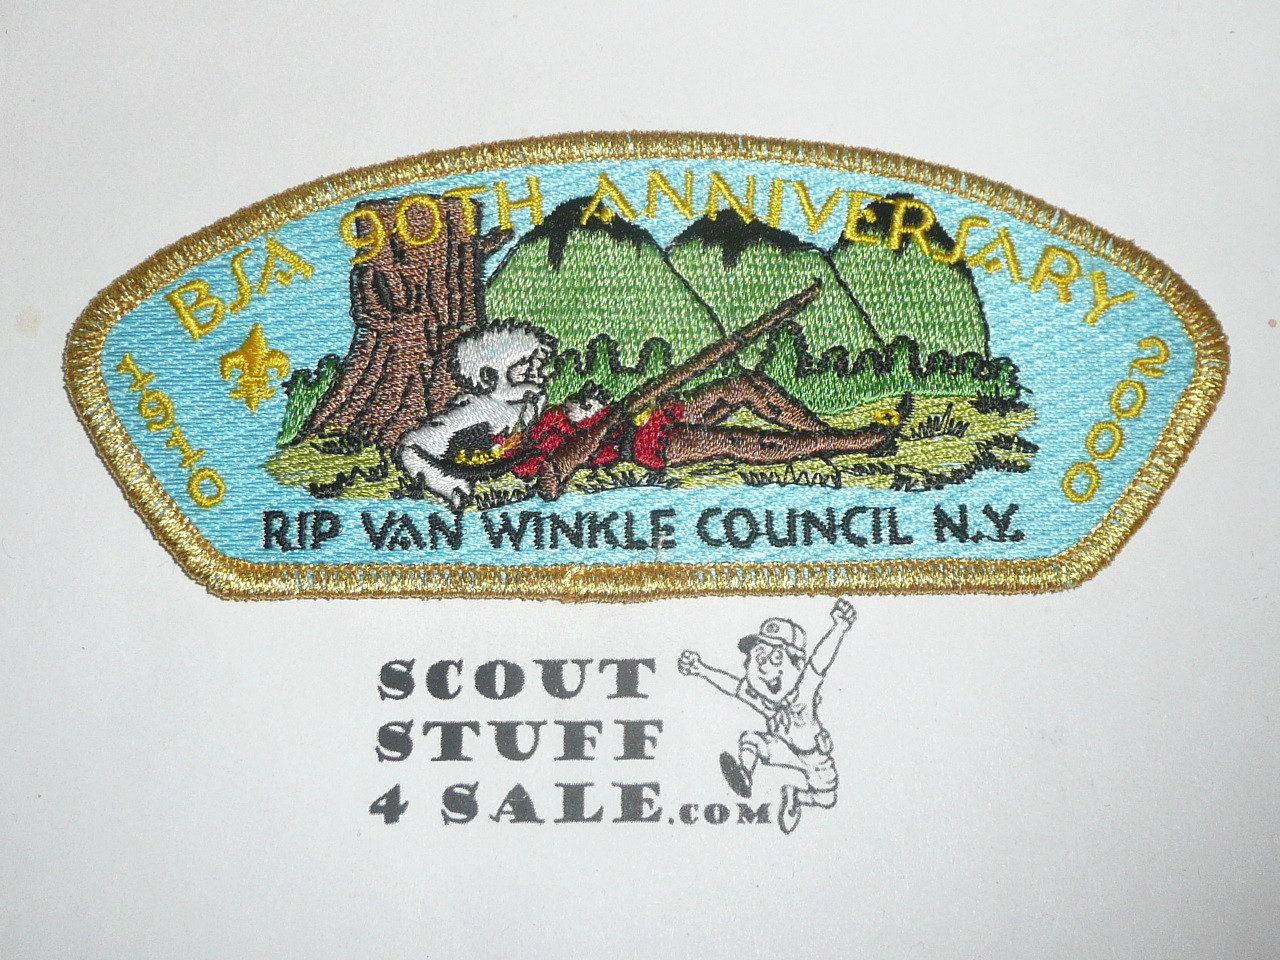 BSA 90TH ANNIVERSARY
1910
2000
RIP VAN WINKLE COUNCIL N.Y.
SCOUT
STUFF
4 SALE.COM